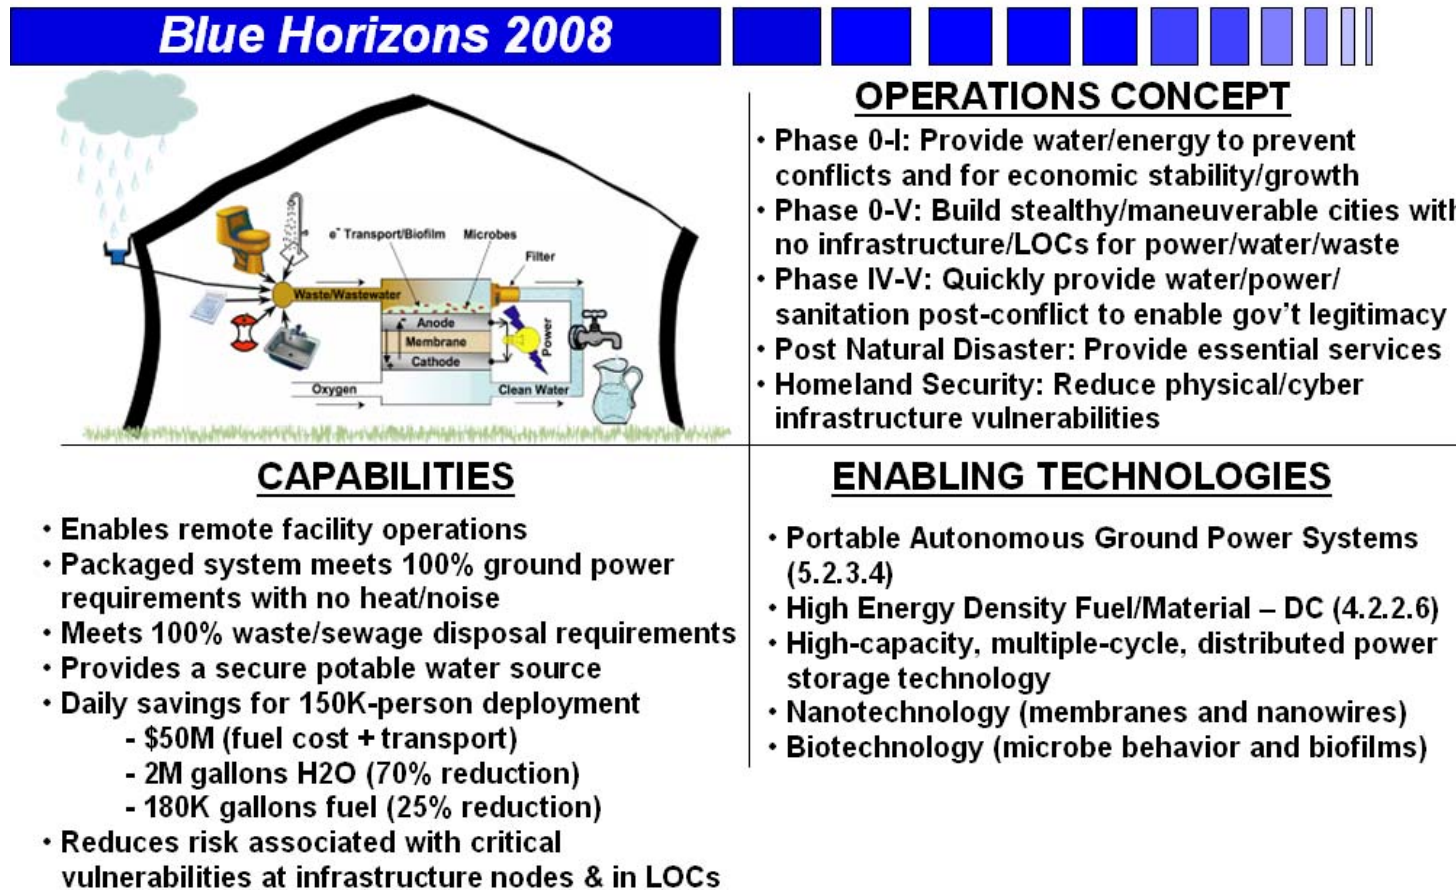 Blue Horizons 2008
e⁻ Transport/Biofilm
Microbes
Filter
Waste/Wastewater
Anode
Membrane
Cathode
Power
Oxygen
Clean Water
OPERATIONS CONCEPT
• Phase 0-I: Provide water/energy to prevent
conflicts and for economic stability/growth
• Phase 0-V: Build stealthy/maneuverable cities with
no infrastructure/LOCs for power/water/waste
• Phase IV-V: Quickly provide water/power/
sanitation post-conflict to enable gov't legitimacy
• Post Natural Disaster: Provide essential services
• Homeland Security: Reduce physical/cyber
infrastructure vulnerabilities
CAPABILITIES
• Enables remote facility operations
• Packaged system meets 100% ground power
requirements with no heat/noise
• Meets 100% waste/sewage disposal requirements
• Provides a secure potable water source
• Daily savings for 150K-person deployment
- $50M (fuel cost + transport)
- 2M gallons H2O (70% reduction)
- 180K gallons fuel (25% reduction)
• Reduces risk associated with critical
vulnerabilities at infrastructure nodes & in LOCs
ENABLING TECHNOLOGIES
• Portable Autonomous Ground Power Systems
(5.2.3.4)
• High Energy Density Fuel/Material – DC (4.2.2.6)
• High-capacity, multiple-cycle, distributed power
storage technology
• Nanotechnology (membranes and nanowires)
• Biotechnology (microbe behavior and biofilms)